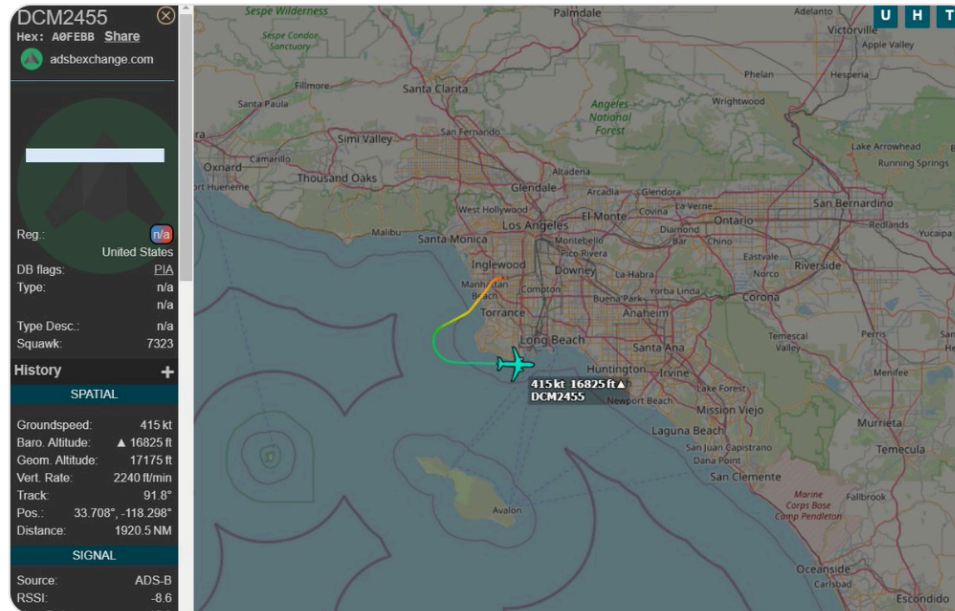 DCM2455
Hex: A0FEBB Share
adsbexchange.com
Reg.: n/a
United States
DB flags: PIA
Type: n/a
n/a
Type Desc.: n/a
Squawk: 7323
History +
SPATIAL
Groundspeed: 415 kt
Baro. Altitude: ▲ 16825 ft
Geom. Altitude: 17175 ft
Vert. Rate: 2240 ft/min
Track: 91.8°
Pos.: 33.708°, -118.298°
Distance: 1920.5 NM
SIGNAL
Source: ADS-B
RSSI: -8.6
U H T
Sespe Wilderness
Palmdale
Adelanto
Victorville
Apple Valley
Sespe Condor
Sanctuary
Phelan
Hesperia
Fillmore
Santa Clarita
Santa Paula
Angeles
National
Forest
Wrightwood
San Fernando
Simi Valley
Lake Arrowhead
Running Springs
Oxnard
Camarillo
Thousand Oaks
Altadena
Glendale
Arcadia
Glendora
La Verne
San Bernardino
West Hollywood
Los Angeles
El Monte
Covina
Ontario
Redlands
Yucaipa
Malibu
Santa Monica
Montebello
Diamond
Bar
Chino
Pico Rivera
Eastvale
Norco
Riverside
Inglewood
Downey
La Habra
Manhattan
Beach
Compton
Buena Park
Yorba Linda
Corona
Torrance
Anaheim
Long Beach
Santa Ana
Temescal
Valley
Perris
Huntington
Irvine
Menifee
415 kt 16825 ft▲
DCM2455
Lake Forest
Newport Beach
Mission Viejo
Laguna Beach
Murrieta
San Juan Capistrano
Dana Point
Temecula
San Clemente
Avalon
Marine
Corps Base
Camp Pendleton
Fallbrook
Oceanside
Carlsbad
Escondido